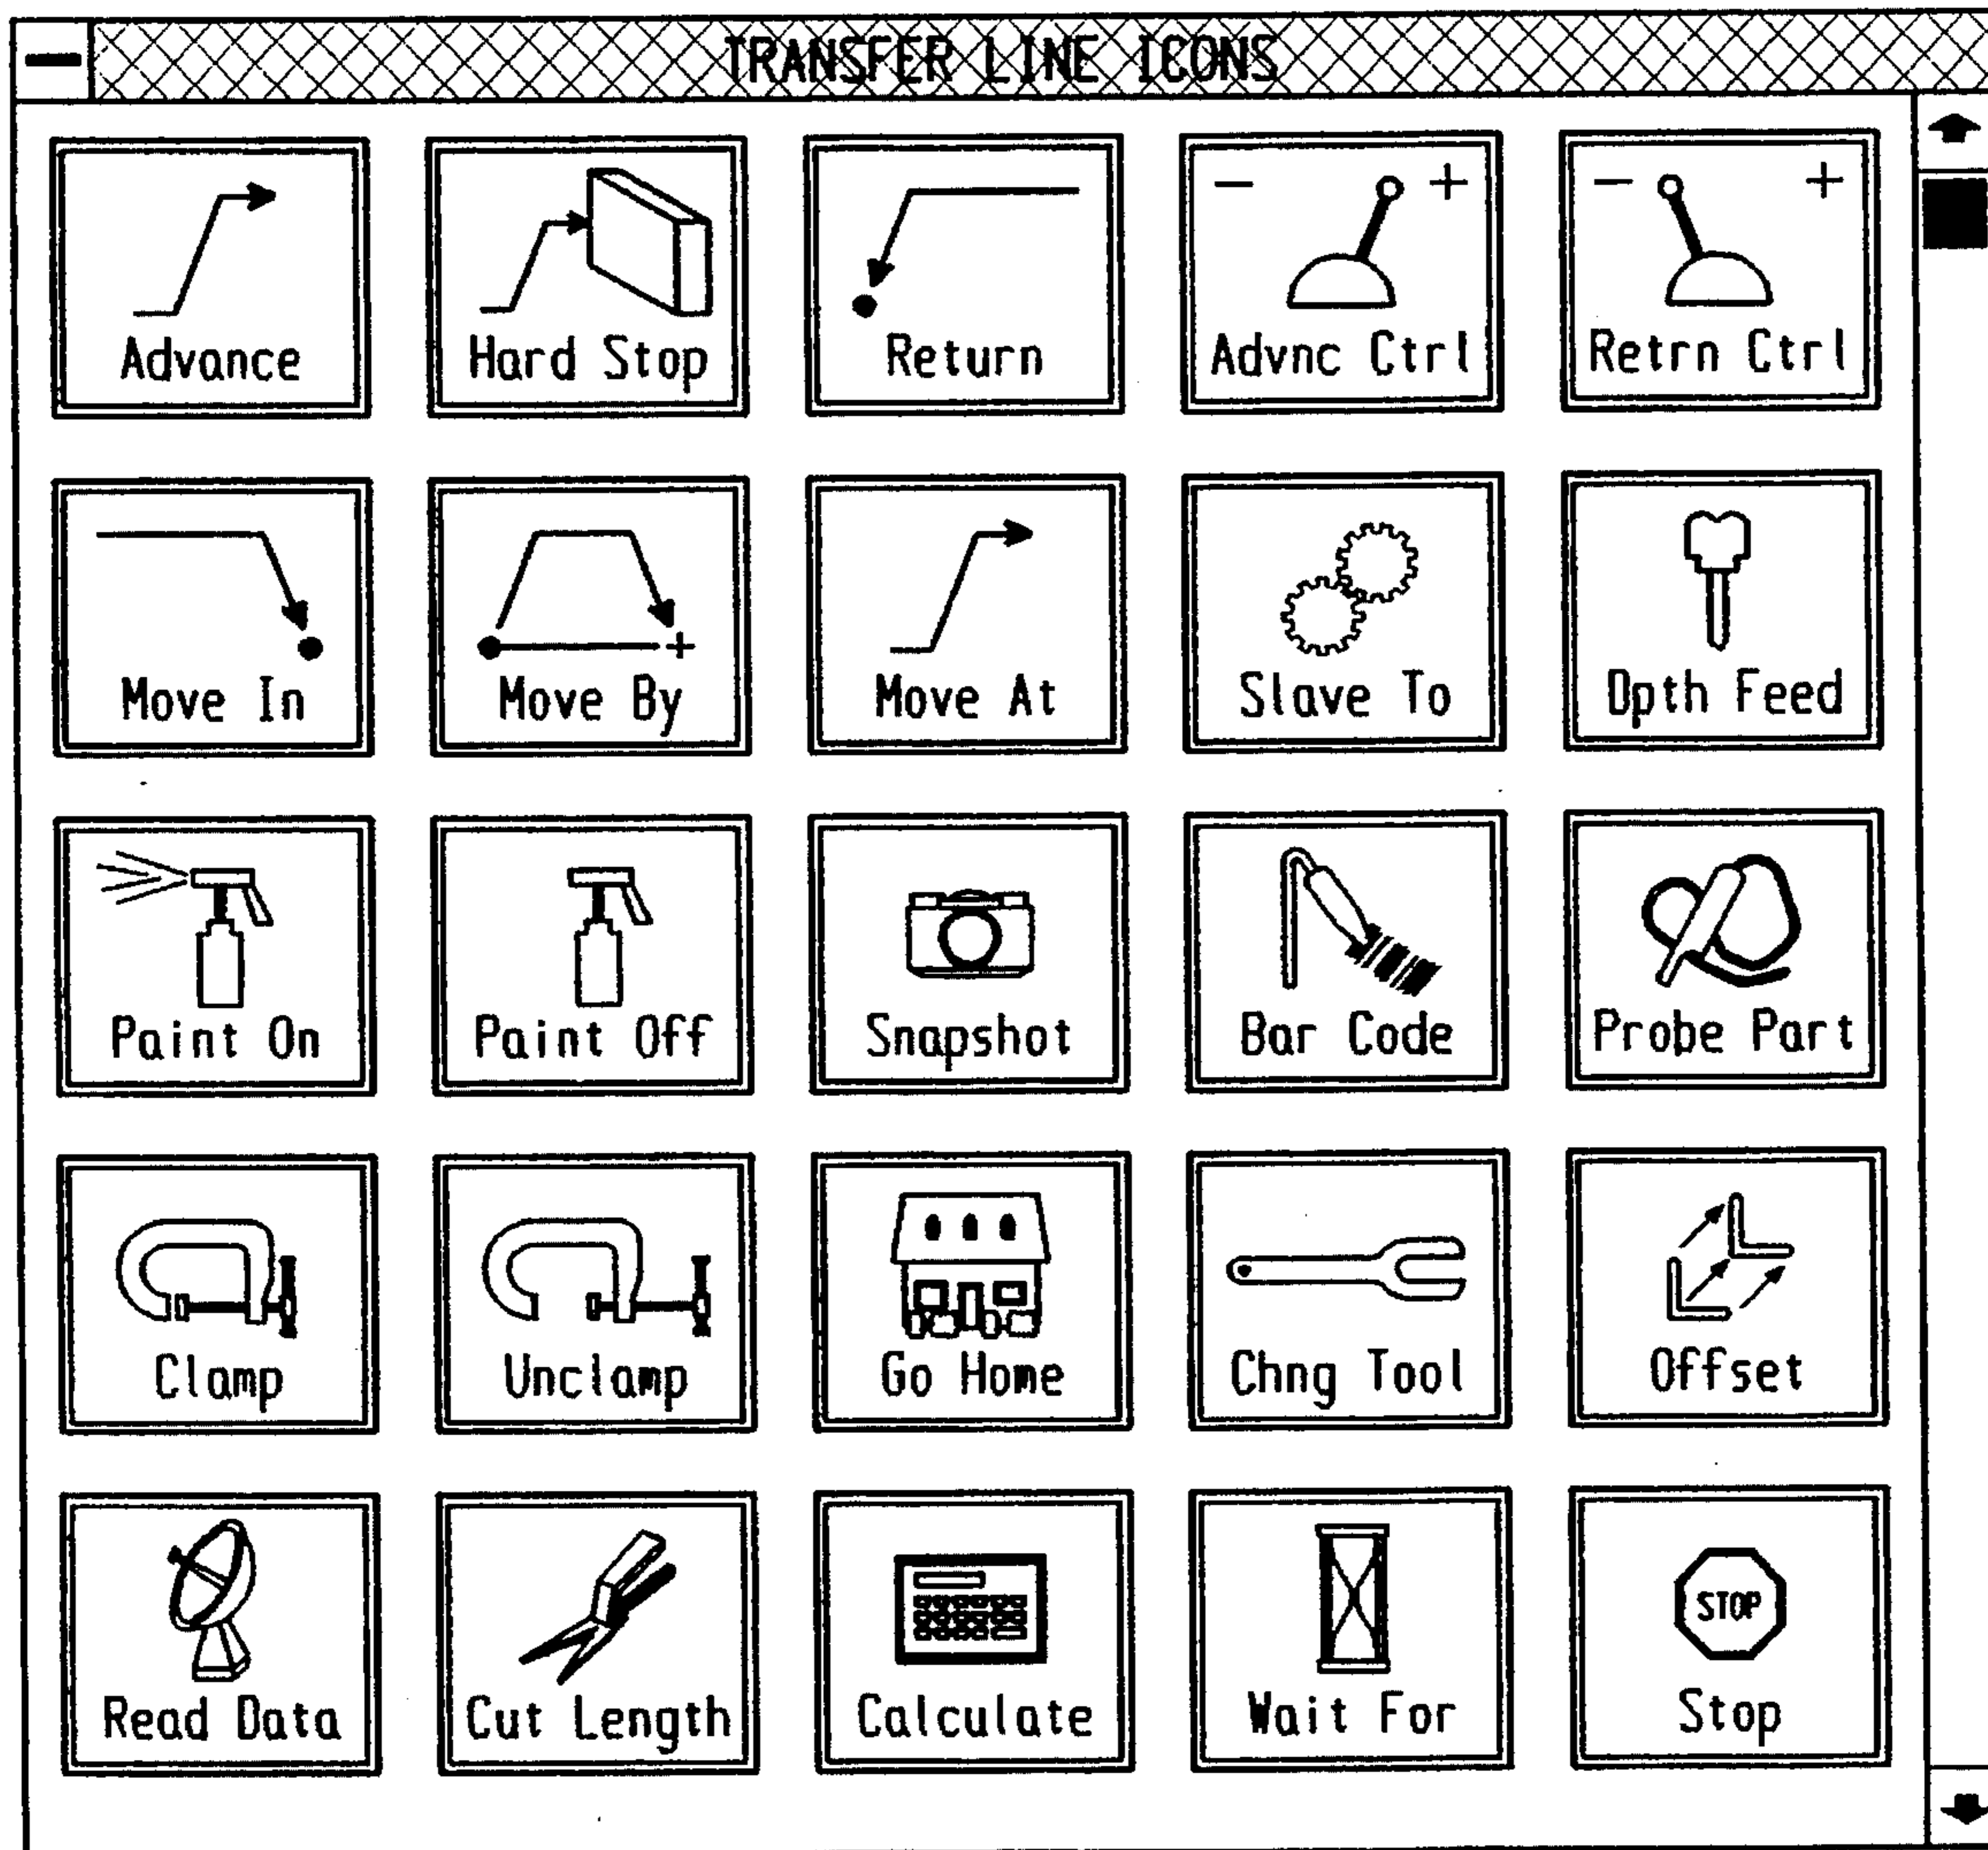 TRANSFER LINE ICONS
- +
- +
Advance
Hard Stop
Return
Advnc Ctrl
Retrn Ctrl
+
Move In
Move By
Move At
Slave To
Dpth Feed
Paint On
Paint Off
Snapshot
Bar Code
Probe Part
Clamp
Unclamp
Go Home
Chng Tool
Offset
STOP
Read Data
Cut Length
Calculate
Wait For
Stop